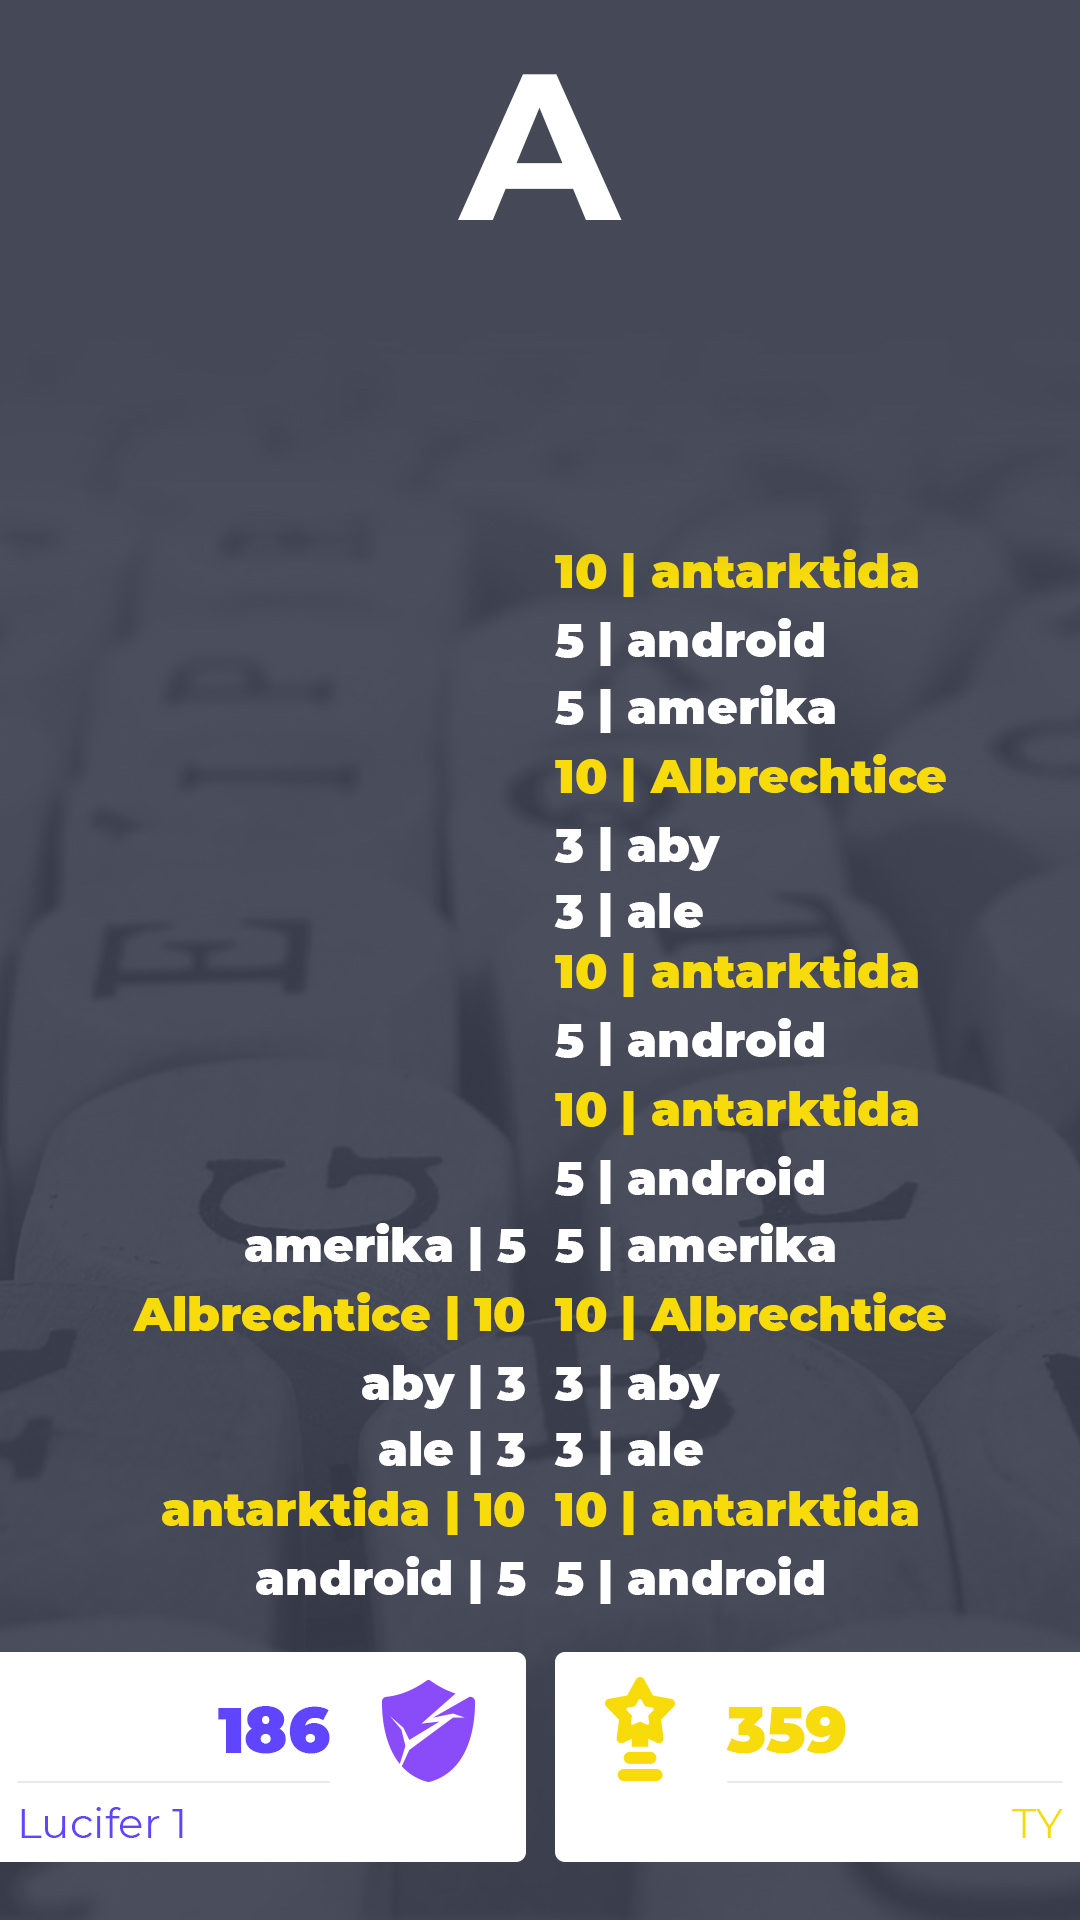 A
10 | antarktida
5 | android
5 | amerika
10 | Albrechtice
3 | aby
3 | ale
10 | antarktida
5 | android
10 | antarktida
5 | android
amerika | 5 5 | amerika
Albrechtice | 10 10 | Albrechtice
aby | 3 3 | aby
ale | 3 3 | ale
antarktida | 10 10 | antarktida
android | 5 5 | android
186 359
Lucifer 1 TY